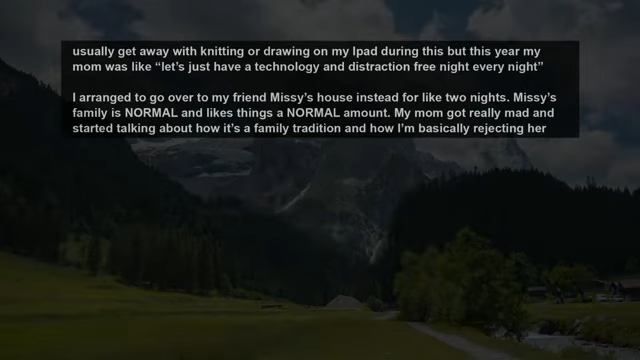 usually get away with knitting or drawing on my Ipad during this but this year my
mom was like “let’s just have a technology and distraction free night every night”
I arranged to go over to my friend Missy’s house instead for like two nights. Missy’s
family is NORMAL and likes things a NORMAL amount. My mom got really mad and
started talking about how it’s a family tradition and how I’m basically rejecting her